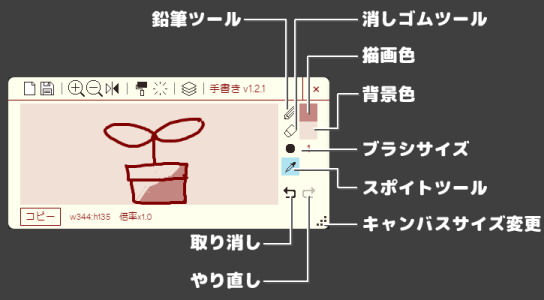 鉛筆ツール
消しゴムツール
描画色
手書き v1.2.1
×
背景色
1
ブラシサイズ
スポイトツール
コピー w344:h135 倍率x1.0
キャンバスサイズ変更
取り消し
やり直し